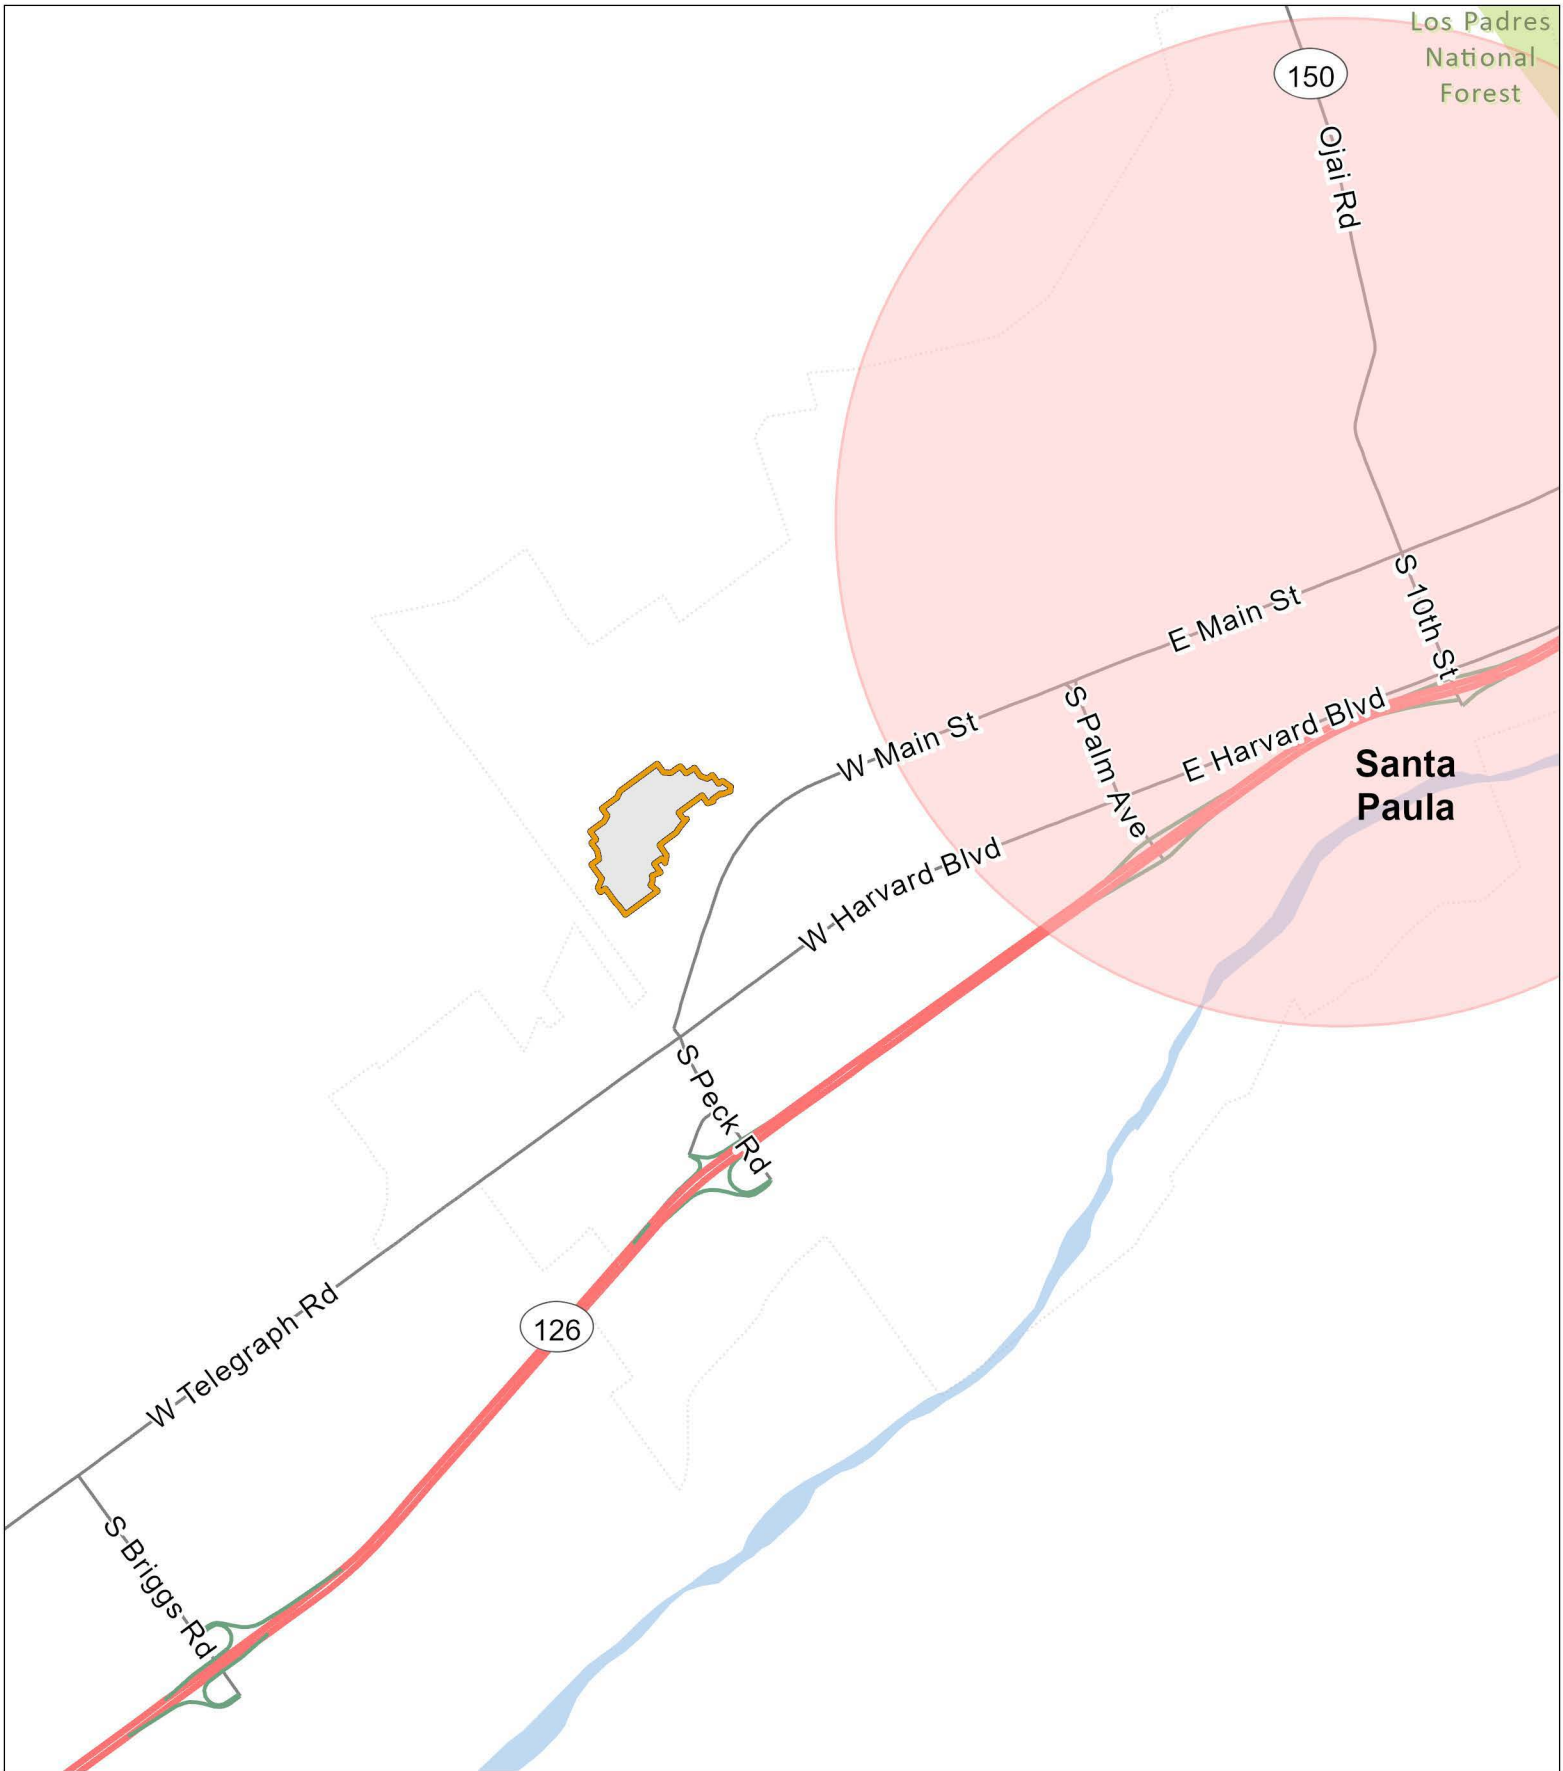 Los Padres
National
Forest
150
Ojai Rd
S 10th St
E Main St
S Palm Ave
E Harvard Blvd
W Main St
Santa
Paula
W Harvard Blvd
S Peck Rd
126
W Telegraph Rd
S Briggs Rd